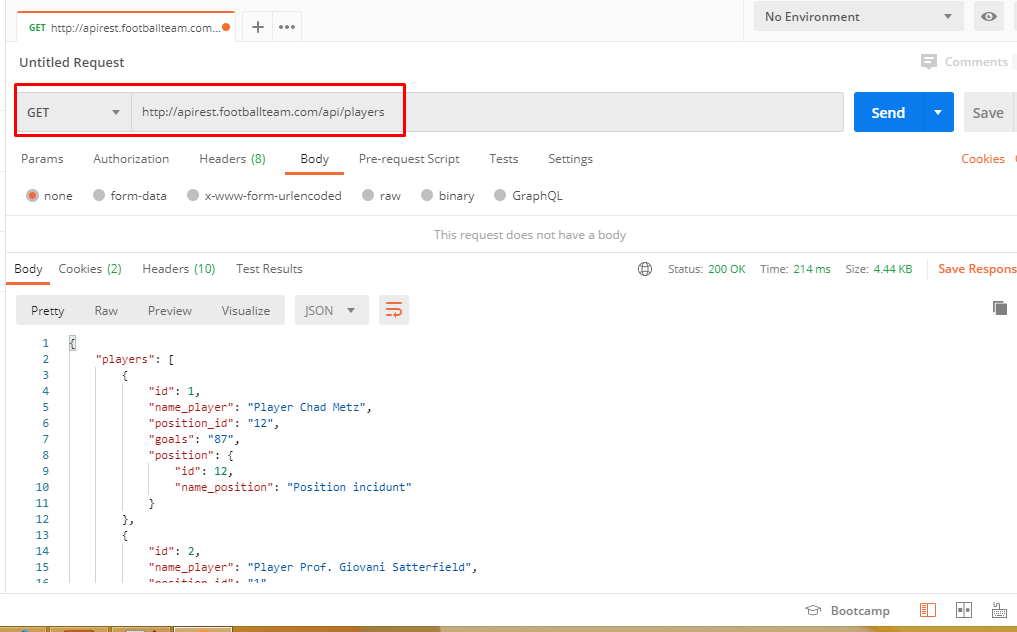 GET http://apirest.footballteam.com...
No Environment
Untitled Request
Comments
GET http://apirest.footballteam.com/api/players Send Save
Params Authorization Headers (8) Body Pre-request Script Tests Settings Cookies
none form-data x-www-form-urlencoded raw binary GraphQL
This request does not have a body
Body Cookies (2) Headers (10) Test Results Status: 200 OK Time: 214 ms Size: 4.44 KB Save Respons
Pretty Raw Preview Visualize JSON
1 {
2 "players": [
3 {
4 "id": 1,
5 "name_player": "Player Chad Metz",
6 "position_id": "12",
7 "goals": "87",
8 "position": {
9 "id": 12,
10 "name_position": "Position incidunt"
11 }
12 },
13 {
14 "id": 2,
15 "name_player": "Player Prof. Giovani Satterfield",
16 "position_id": "1"
Bootcamp